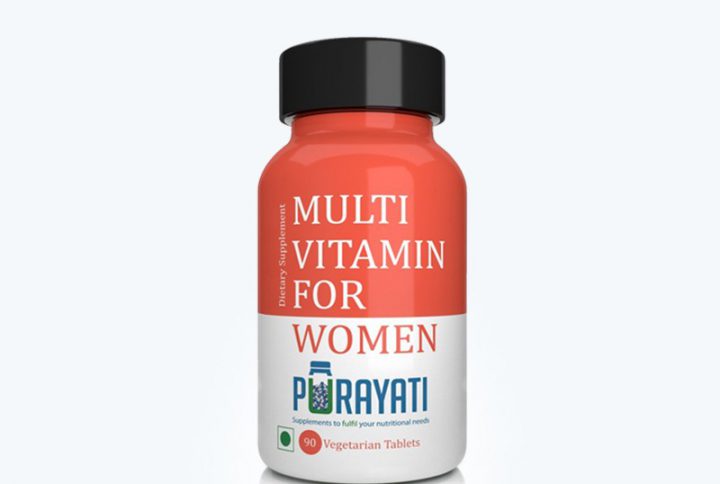 MULTI
VITAMIN
FOR
WOMEN
Dietary Supplement
PURAYATI
Supplements to fulfil your nutritional needs
90 Vegetarian Tablets